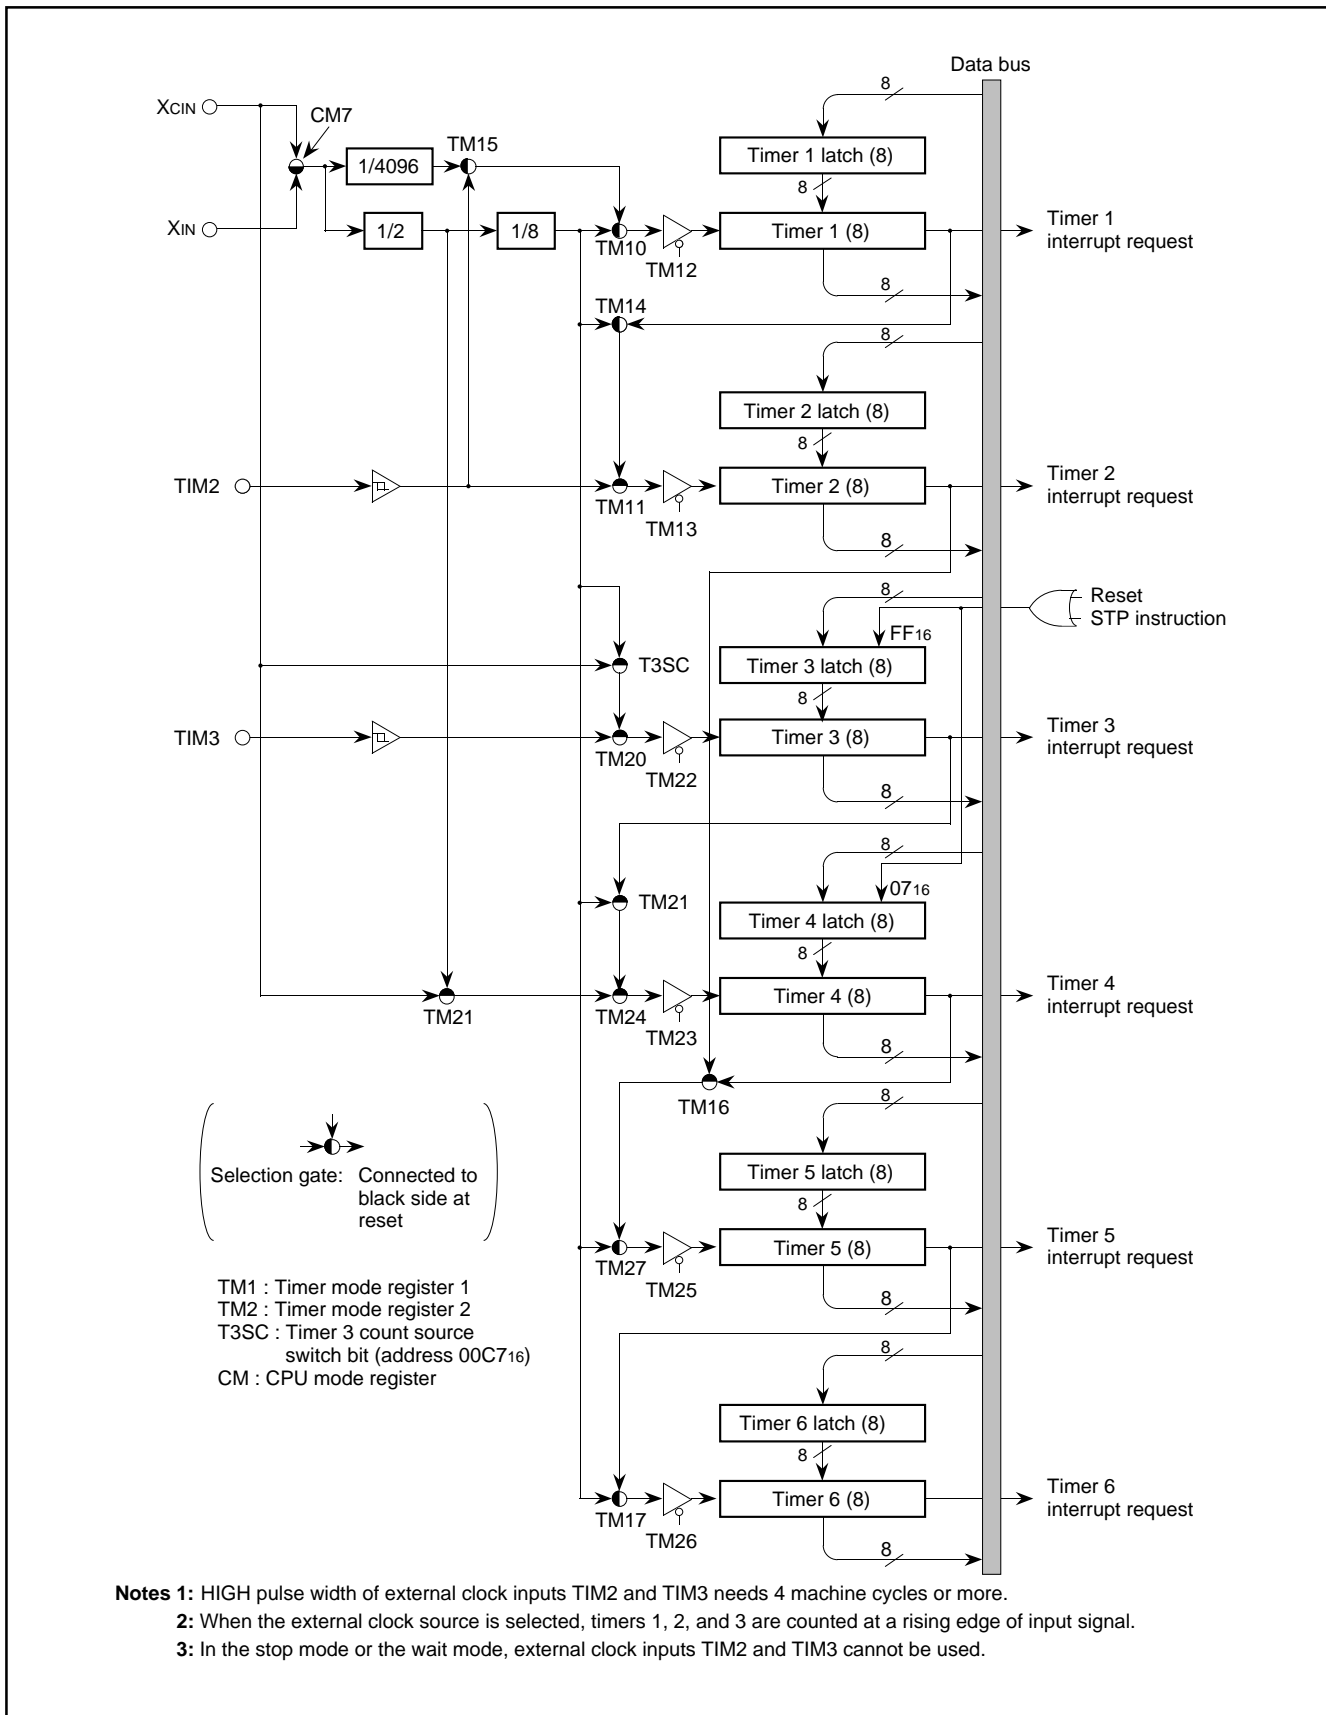 Data bus
8
XCIN
CM7
TM15
Timer 1 latch (8)
1/4096
8
XIN
1/2
1/8
TM10
TM12
Timer 1 (8)
Timer 1
interrupt request
8
TM14
8
Timer 2 latch (8)
8
TIM2
TM11
TM13
Timer 2 (8)
Timer 2
interrupt request
8
8
Reset
STP instruction
FF16
T3SC
Timer 3 latch (8)
8
TIM3
TM20
TM22
Timer 3 (8)
Timer 3
interrupt request
8
8
0716
TM21
Timer 4 latch (8)
8
TM21
TM24
TM23
Timer 4 (8)
Timer 4
interrupt request
8
TM16
8
Selection gate: Connected to
black side at
reset
Timer 5 latch (8)
8
TM27
TM25
Timer 5 (8)
Timer 5
interrupt request
8
TM1 : Timer mode register 1
TM2 : Timer mode register 2
T3SC : Timer 3 count source
switch bit (address 00C716)
CM : CPU mode register
8
Timer 6 latch (8)
8
TM17
TM26
Timer 6 (8)
Timer 6
interrupt request
8
Notes 1: HIGH pulse width of external clock inputs TIM2 and TIM3 needs 4 machine cycles or more.
2: When the external clock source is selected, timers 1, 2, and 3 are counted at a rising edge of input signal.
3: In the stop mode or the wait mode, external clock inputs TIM2 and TIM3 cannot be used.